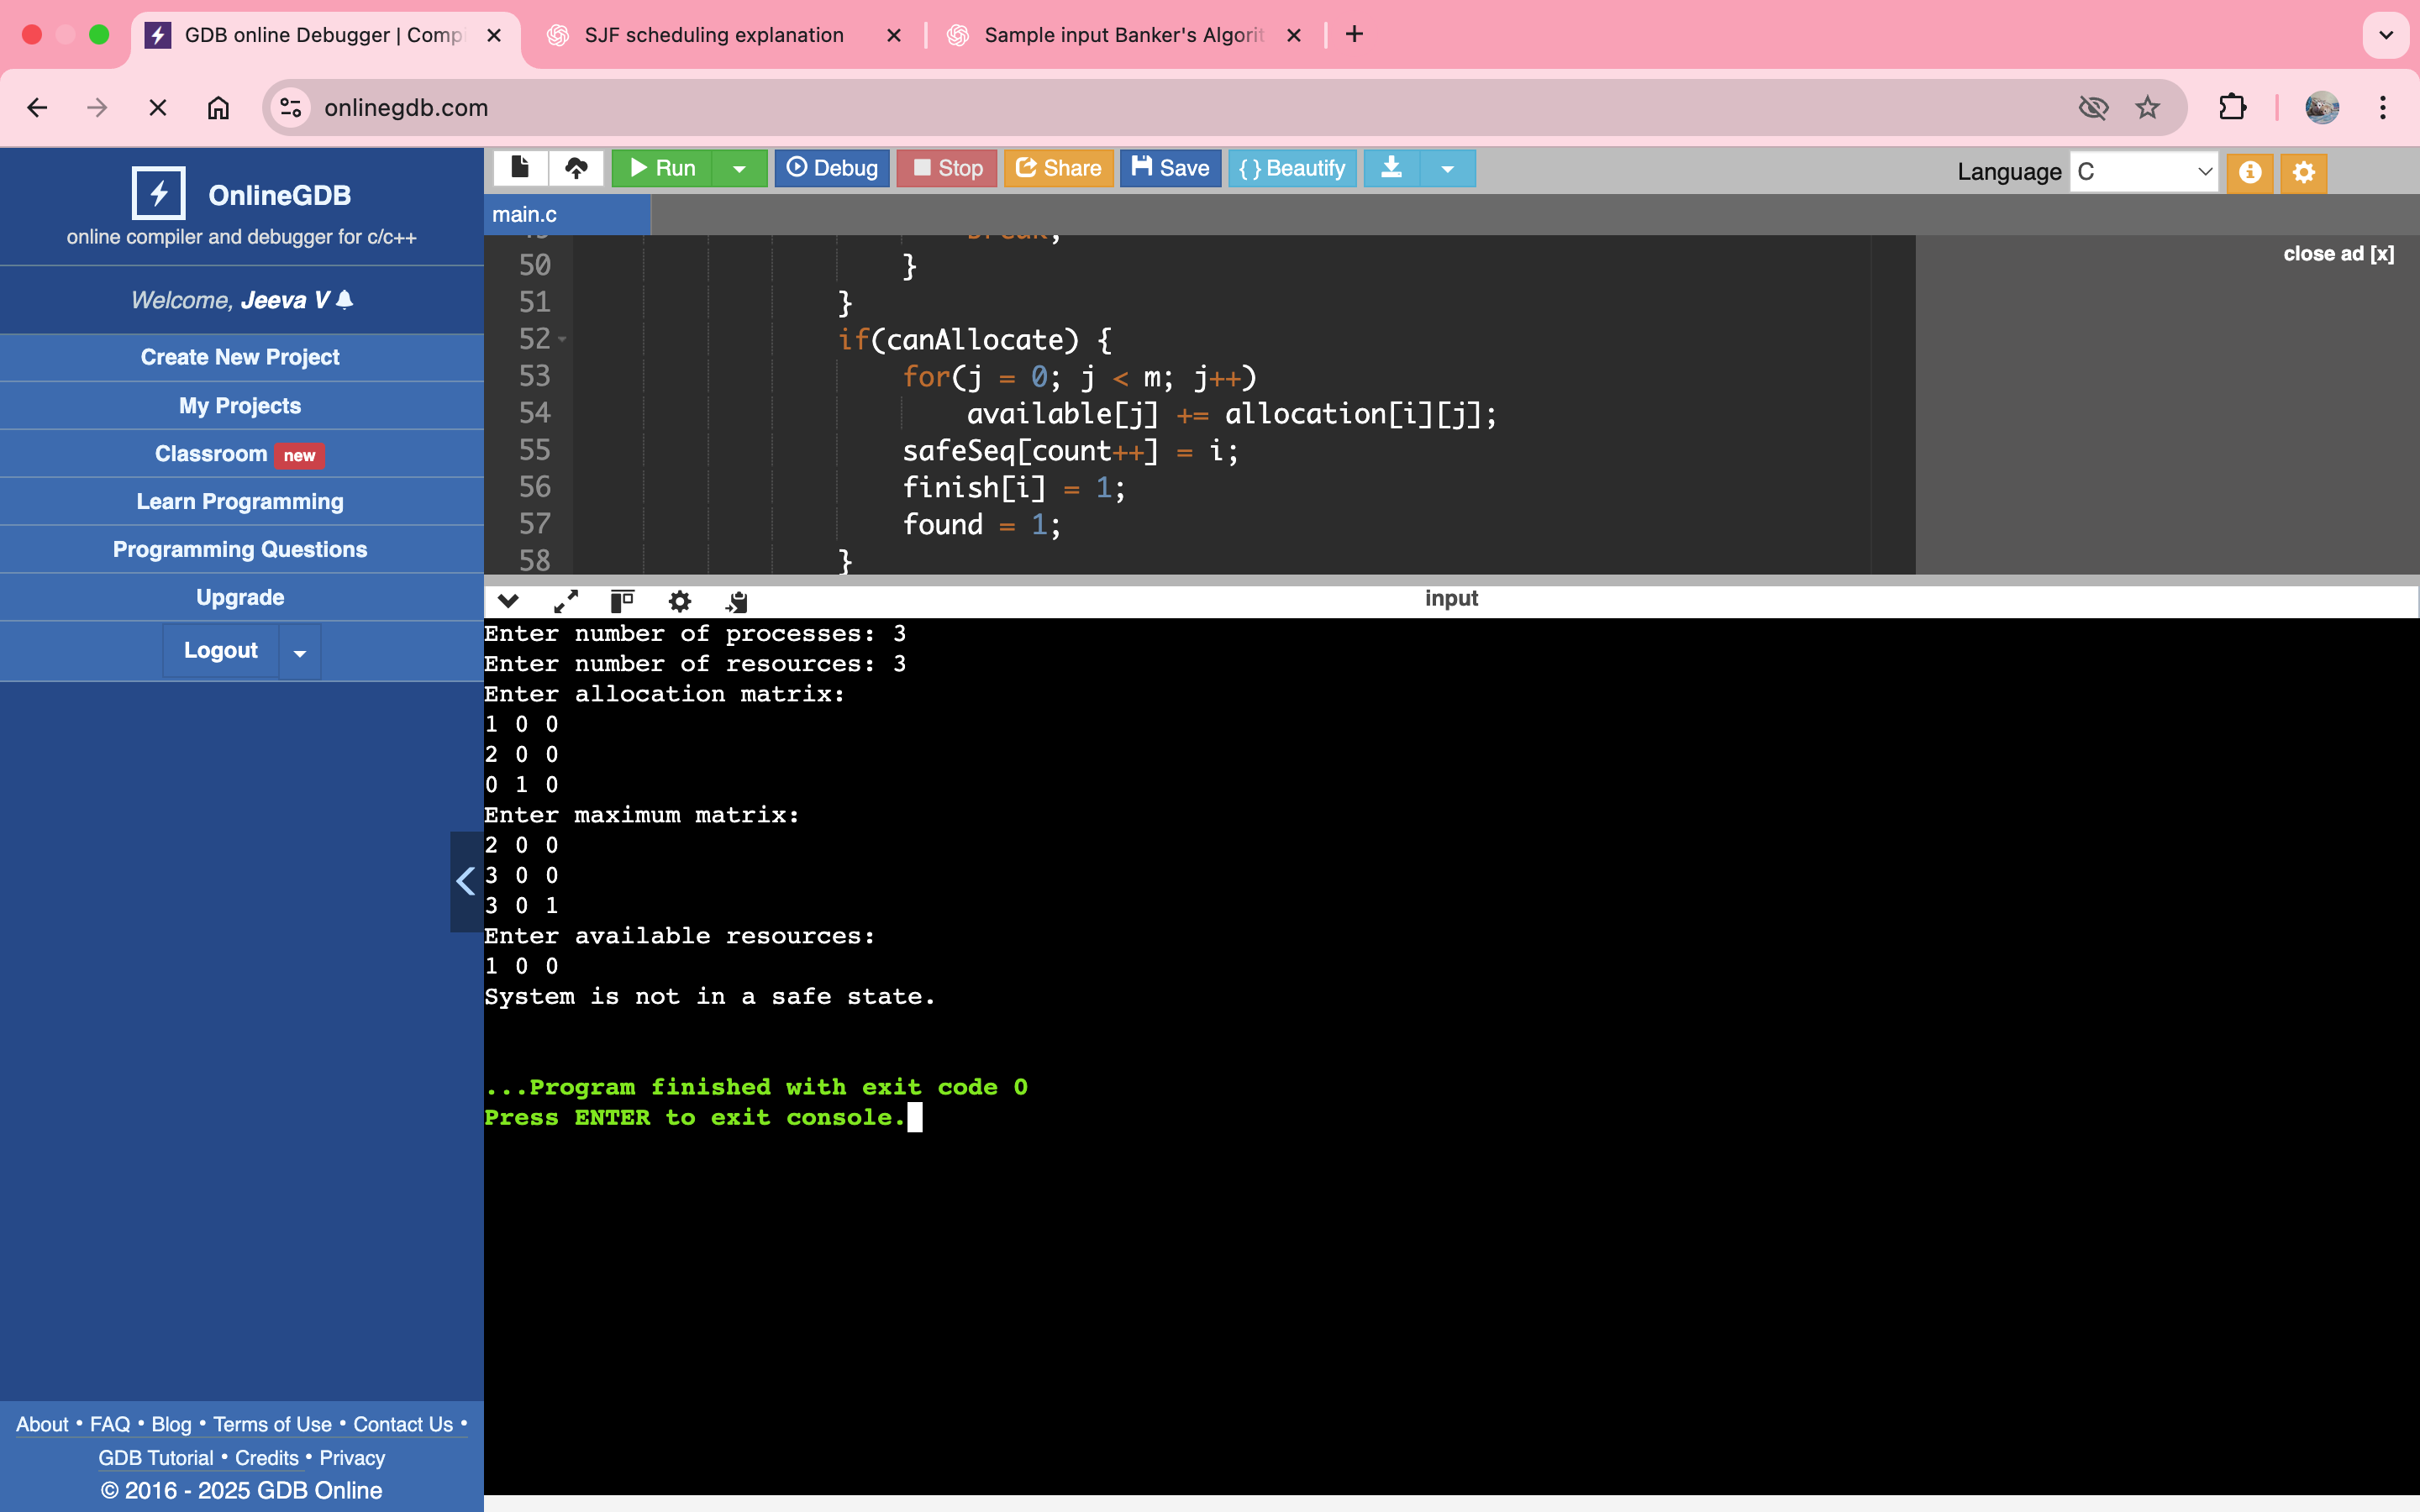 GDB online Debugger | Comp
SJF scheduling explanation
Sample input Banker's Algorit
onlinegdb.com
OnlineGDB
online compiler and debugger for c/c++
Welcome, Jeeva V
Create New Project
My Projects
Classroom new
Learn Programming
Programming Questions
Upgrade
Logout
About • FAQ • Blog • Terms of Use • Contact Us •
GDB Tutorial • Credits • Privacy
© 2016 - 2025 GDB Online
Run Debug Stop Share Save { } Beautify
Language C
main.c
close ad [x]
50 }
51 }
52 if(canAllocate) {
53 for(j = 0; j < m; j++)
54 available[j] += allocation[i][j];
55 safeSeq[count++] = i;
56 finish[i] = 1;
57 found = 1;
58 }
input
Enter number of processes: 3
Enter number of resources: 3
Enter allocation matrix:
1 0 0
2 0 0
0 1 0
Enter maximum matrix:
2 0 0
3 0 0
3 0 1
Enter available resources:
1 0 0
System is not in a safe state.
...Program finished with exit code 0
Press ENTER to exit console.